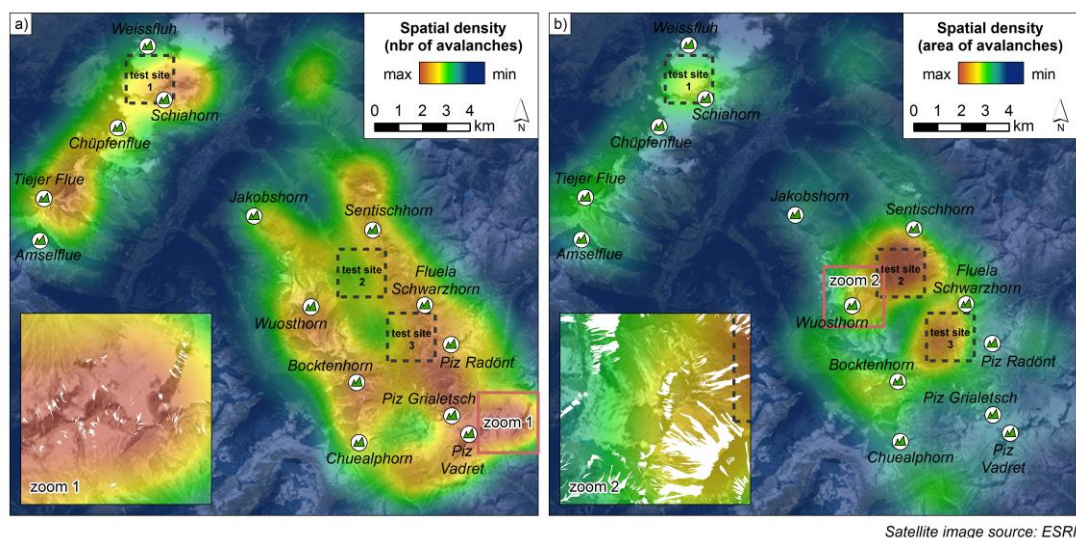 a)
Weissfluh
test site
1
Schiahorn
Chüpfenflue
Tiejer Flue
Amselflue
Jakobshorn
Sentischhorn
test site
2
Fluela
Schwarzhorn
Wuosthorn
test site
3
Piz Radönt
Bocktenhorn
Piz Grialetsch
zoom 1
Piz
Vadret
Chuealphorn
zoom 1
Spatial density
(nbr of avalanches)
max min
0 1 2 3 4
km
N
b)
Weissfluh
test site
1
Schiahorn
Chüpfenflue
Tiejer Flue
Amselflue
Jakobshorn
Sentischhorn
test site
2
zoom 2
Fluela
Schwarzhorn
Wuosthorn
test site
3
Piz Radönt
Bocktenhorn
Piz Grialetsch
Piz
Vadret
Chuealphorn
zoom 2
Spatial density
(area of avalanches)
max min
0 1 2 3 4
km
N
Satellite image source: ESRI